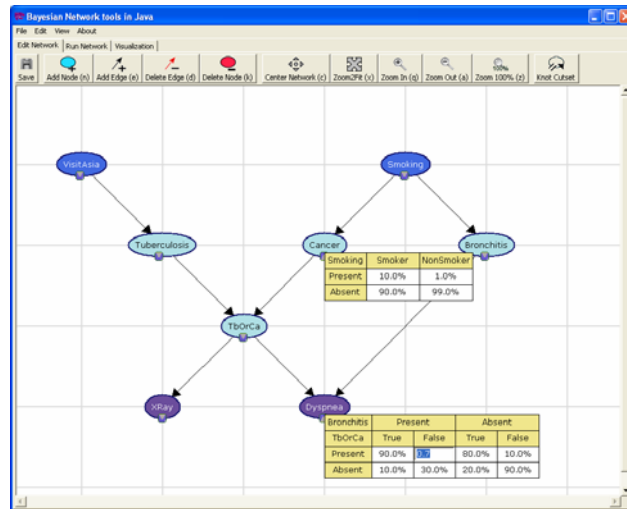 Bayesian Network tools in Java
File Edit View About
Edit Network Run Network Visualization
Save Add Node (n) Add Edge (e) Delete Edge (d) Delete Node (k) Center Network (c) Zoom2Fit (v) Zoom In (q) Zoom Out (a) 100% Zoom 100% (z) Knot Cutset
VisitAsia Smoking
Tuberculosis Cancer Bronchitis
Smoking Smoker NonSmoker
Present 10.0% 1.0%
Absent 90.0% 99.0%
TbOrCa
XRay Dyspnea
Bronchitis Present Absent
TbOrCa True False True False
Present 90.0% 0.7 80.0% 10.0%
Absent 10.0% 30.0% 20.0% 90.0%